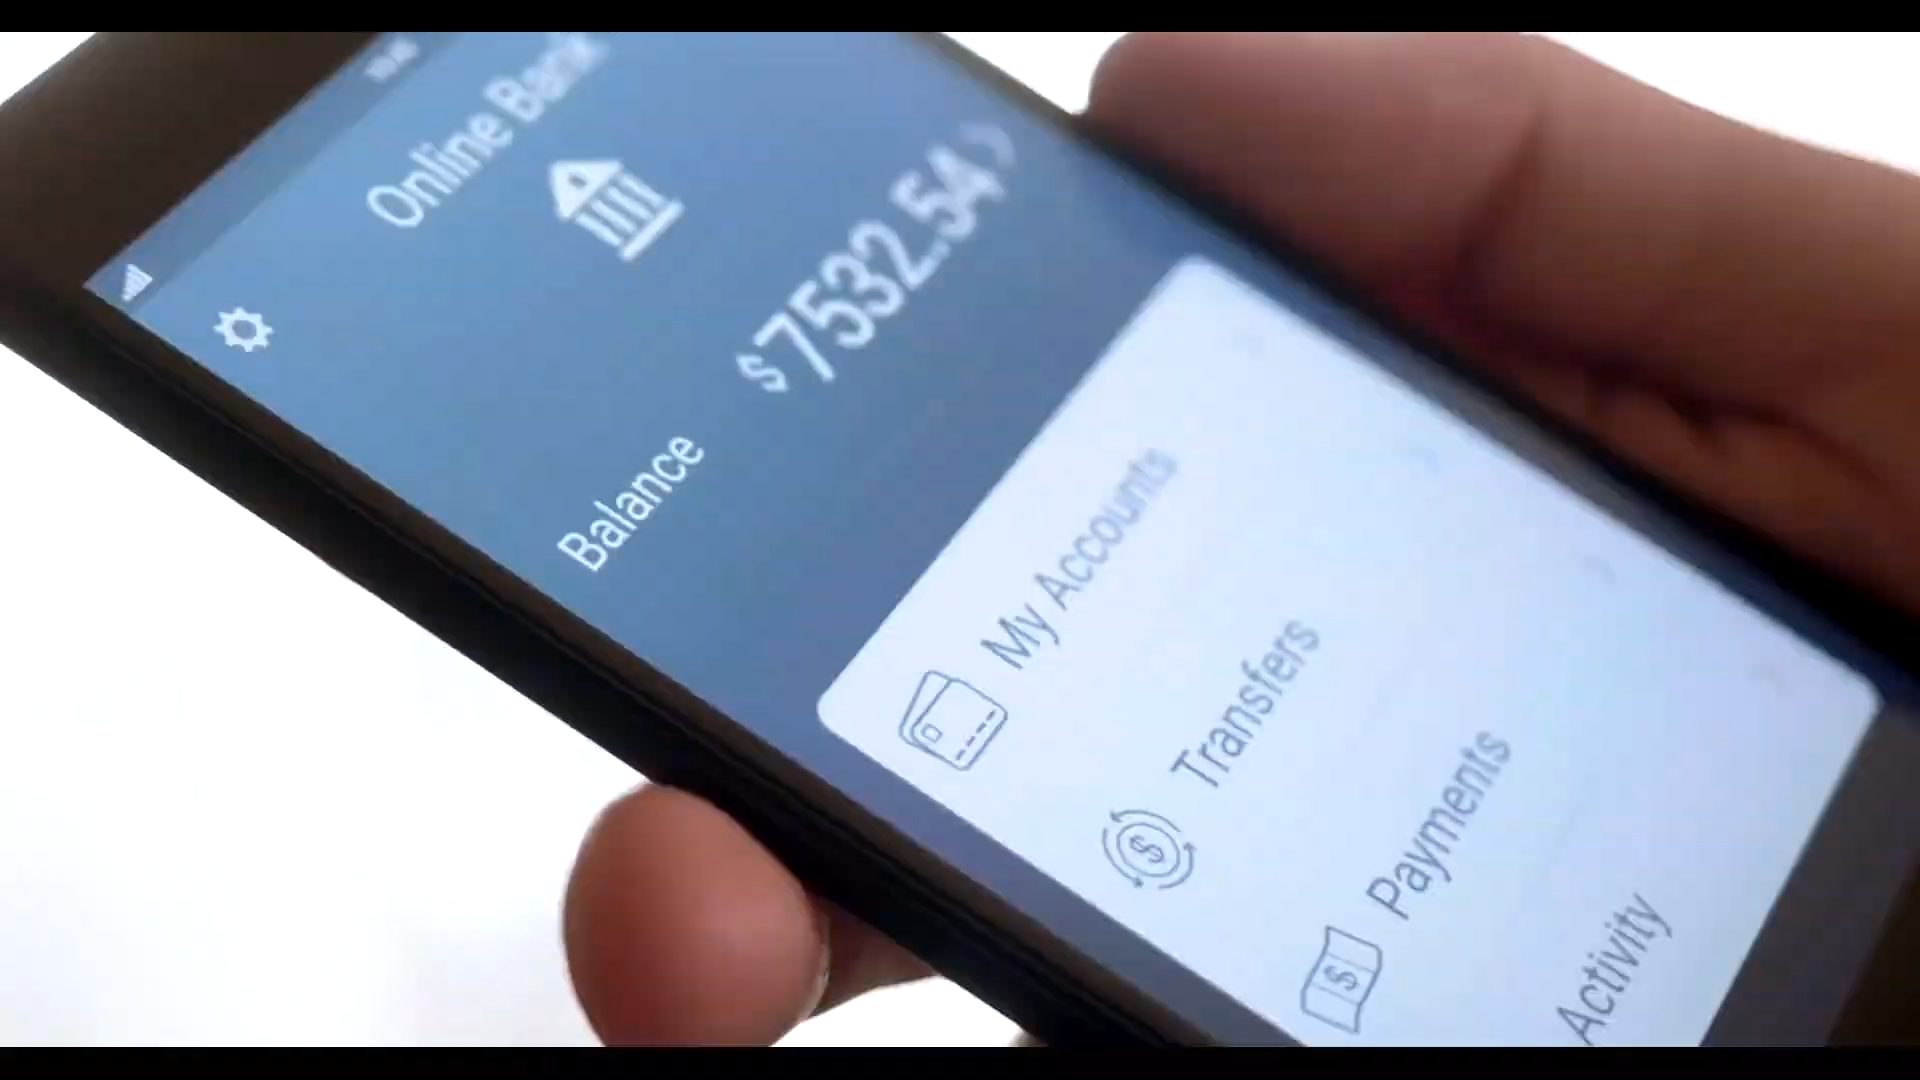 Online Bank
Balance
$7532.54
My Accounts
Transfers
Payments
Activity